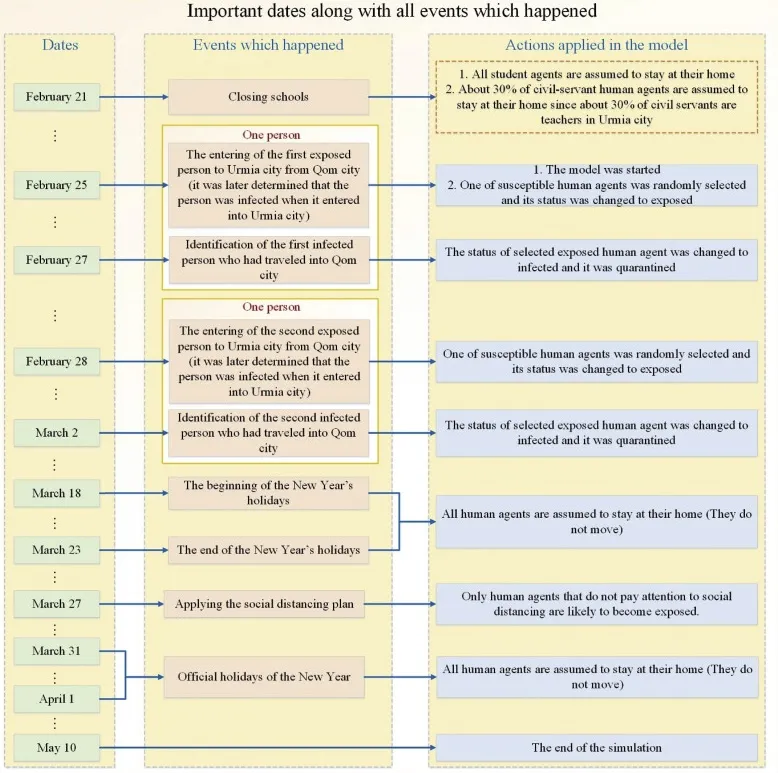 Important dates along with all events which happened
Dates
Events which happened
Actions applied in the model
February 21
Closing schools
1. All student agents are assumed to stay at their home
2. About 30% of civil-servant human agents are assumed to
stay at their home since about 30% of civil servants are
teachers in Urmia city
One person
February 25
The entering of the first exposed
person to Urmia city from Qom city
(it was later determined that the
person was infected when it entered
into Urmia city)
1. The model was started
2. One of susceptible human agents was randomly selected
and its status was changed to exposed
February 27
Identification of the first infected
person who had traveled into Qom
city
The status of selected exposed human agent was changed to
infected and it was quarantined
One person
February 28
The entering of the second exposed
person to Urmia city from Qom city
(it was later determined that the
person was infected when it entered
into Urmia city)
One of susceptible human agents was randomly selected and
its status was changed to exposed
March 2
Identification of the second infected
person who had traveled into Qom
city
The status of selected exposed human agent was changed to
infected and it was quarantined
March 18
The beginning of the New Year's
holidays
March 23
The end of the New Year's holidays
All human agents are assumed to stay at their home (They do
not move)
March 27
Applying the social distancing plan
Only human agents that do not pay attention to social
distancing are likely to become exposed.
March 31
April 1
Official holidays of the New Year
All human agents are assumed to stay at their home (They do
not move)
May 10
The end of the simulation